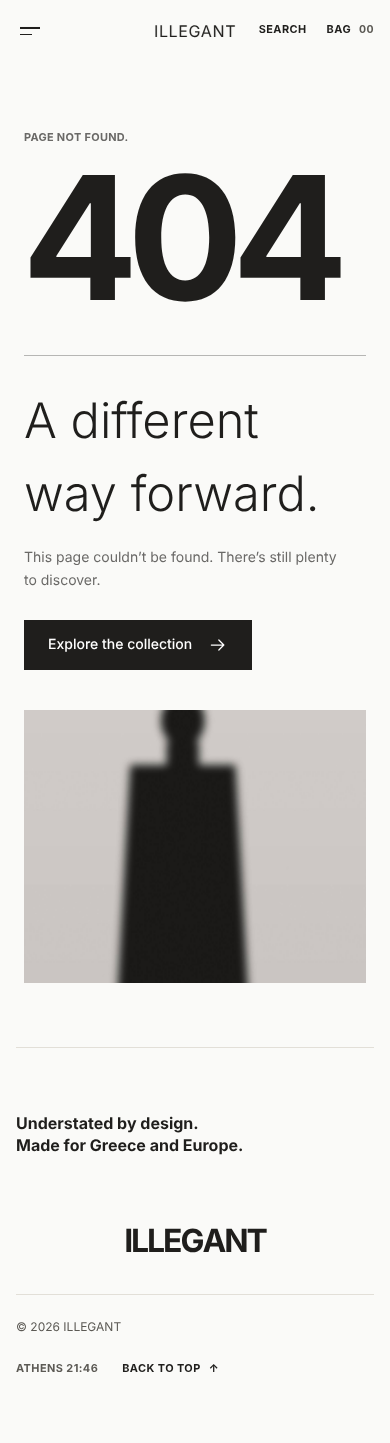 ILLEGANT SEARCH BAG 00
PAGE NOT FOUND.
404
A different
way forward.
This page couldn’t be found. There’s still plenty
to discover.
Explore the collection →
Understated by design.
Made for Greece and Europe.
ILLEGANT
© 2026 ILLEGANT
ATHENS 21:46 BACK TO TOP ↑